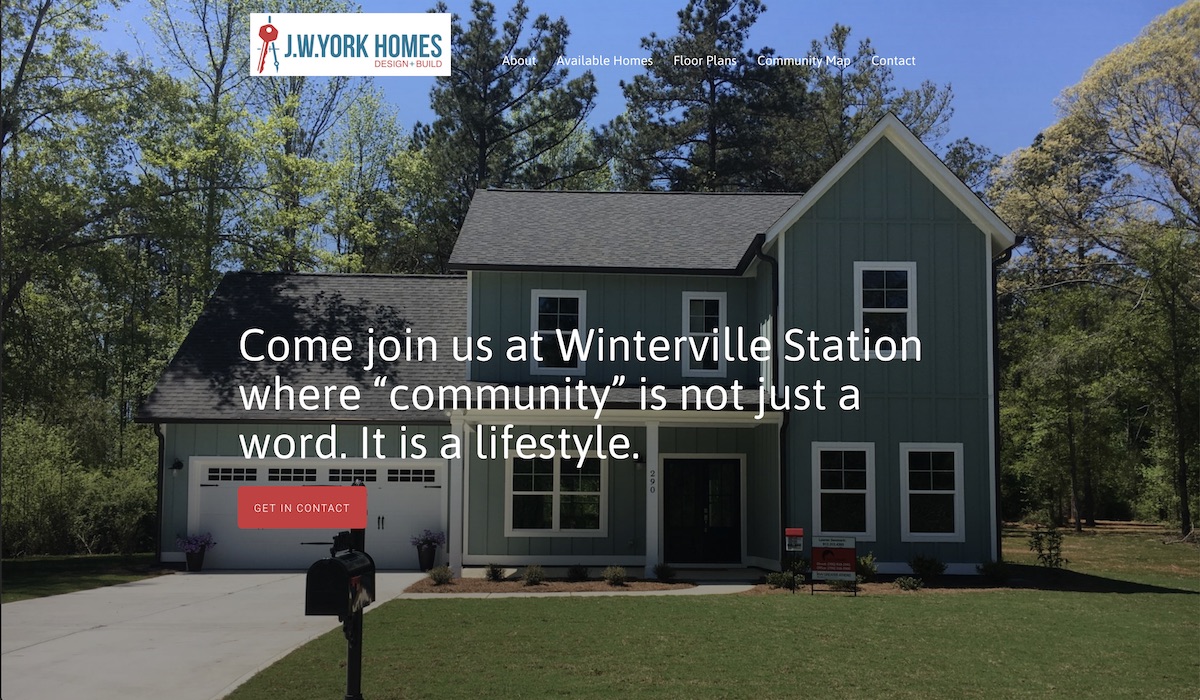 J.W.YORK HOMES
DESIGN+BUILD
About Available Homes Floor Plans Community Map Contact
Come join us at Winterville Station
where “community” is not just a
word. It is a lifestyle.
GET IN CONTACT
290